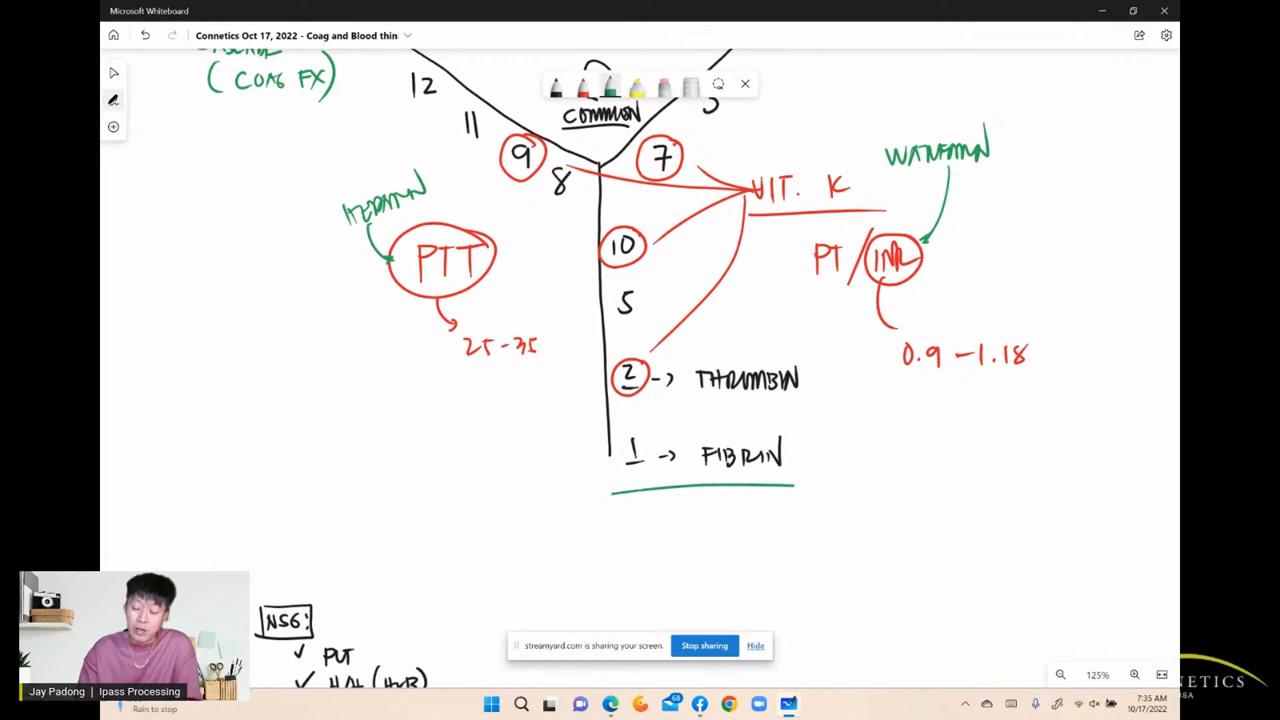 Microsoft Whiteboard
Connetics Oct 17, 2022 - Coag and Blood thin
(COAG FX)
12
11
COMMON
9
7
8
WARFARIN
VIT. K
HEPARIN
10
PTT
PT / INR
5
25-35
0.9 - 1.18
2 -> THROMBIN
1 -> FIBRIN
NSG:
✓ PLT
streamyard.com is sharing your screen.
Stop sharing
Hide
Jay Padong | Ipass Processing
125%
NETICS
USA
Rain to stop
68
7:35 AM
10/17/2022